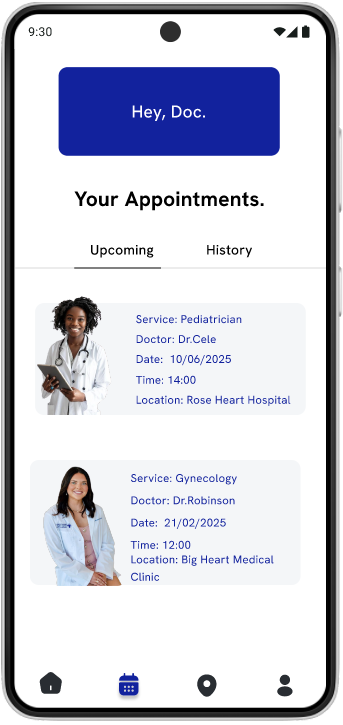 9:30
Hey, Doc.
Your Appointments.
Upcoming History
Service: Pediatrician
Doctor: Dr.Cele
Date: 10/06/2025
Time: 14:00
Location: Rose Heart Hospital
Service: Gynecology
Doctor: Dr.Robinson
Date: 21/02/2025
Time: 12:00
Location: Big Heart Medical
Clinic